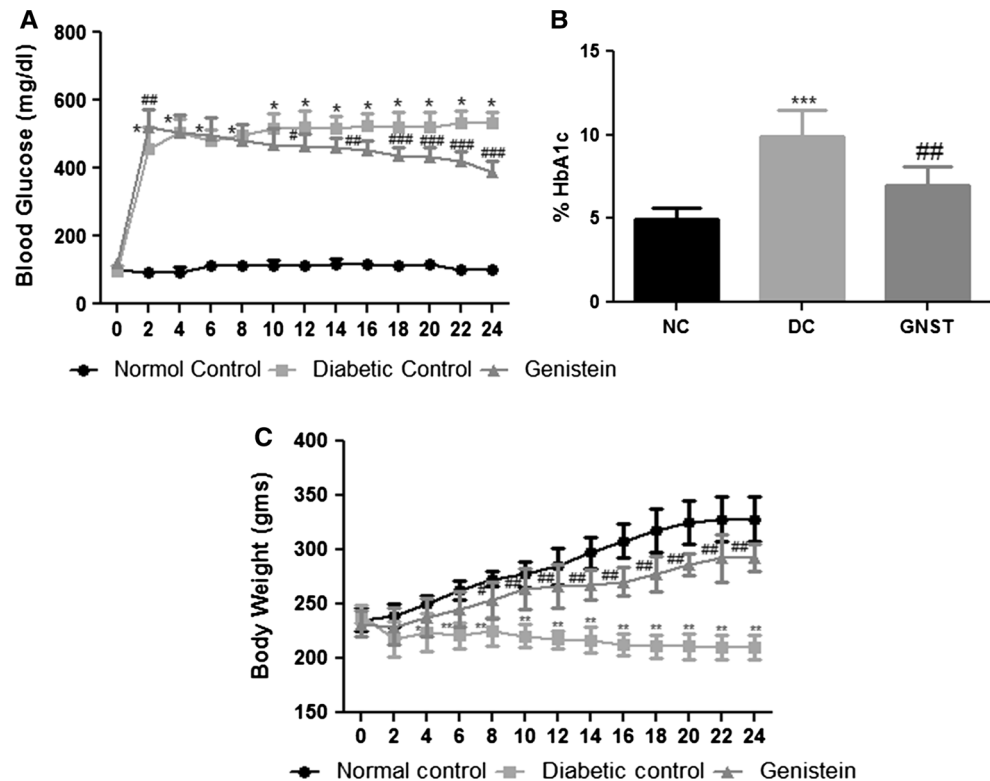 A
Blood Glucose (mg/dl)
800
600
400
200
0
##
* * * *
* * * * * * * *
# ## ### ### ### ###
0 2 4 6 8 10 12 14 16 18 20 22 24
Normol Control Diabetic Control Genistein
B
% HbA1c
15
10
5
0
***
##
NC DC GNST
C
Body Weight (gms)
400
350
300
250
200
150
# ## ## ## ## ## ## ## ##
* ** ** ** ** ** ** ** ** ** ** **
0 2 4 6 8 10 12 14 16 18 20 22 24
Normal control Diabetic control Genistein